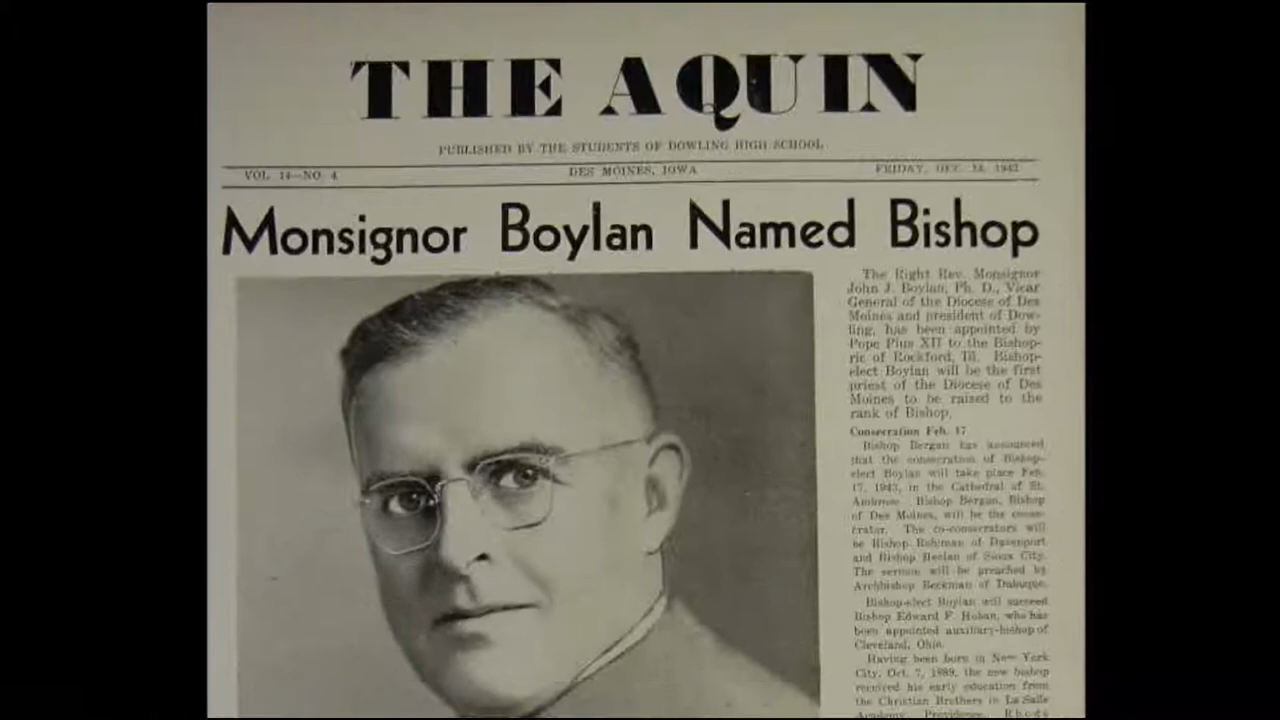 THE AQUIN
PUBLISHED BY THE STUDENTS OF DOWLING HIGH SCHOOL
VOL. 14—NO. 4 DES MOINES, IOWA FRIDAY, DEC. 1942
Monsignor Boylan Named Bishop
The Right Rev. Monsignor
John J. Boylan, Ph. D., Vicar
General of the Diocese of Des
Moines and president of Dow-
ling, has been appointed by
Pope Pius XII to the Bishop-
ric of Rockford, Ill. Bishop-
elect Boylan will be the first
priest of the Diocese of Des
Moines to be raised to the
rank of Bishop.
Consecration Feb. 17
Bishop Bergan has announced
that the consecration of Bishop-
elect Boylan will take place Feb.
17, 1943, in the Cathedral of St.
Ambrose. Bishop Bergan, Bishop
of Des Moines, will be the conse-
crator. The co-consecrators will
be Bishop Rohlman of Davenport
and Bishop Heelan of Sioux City.
The sermon will be preached by
Archbishop Beckman of Dubuque.
Bishop-elect Boylan will succeed
Bishop Edward F. Hoban, who has
been appointed auxiliary-bishop of
Cleveland, Ohio.
Having been born in New York
City, Oct. 7, 1889, the new bishop
received his early education from
the Christian Brothers in La Salle
Academy, Providence, Rhode